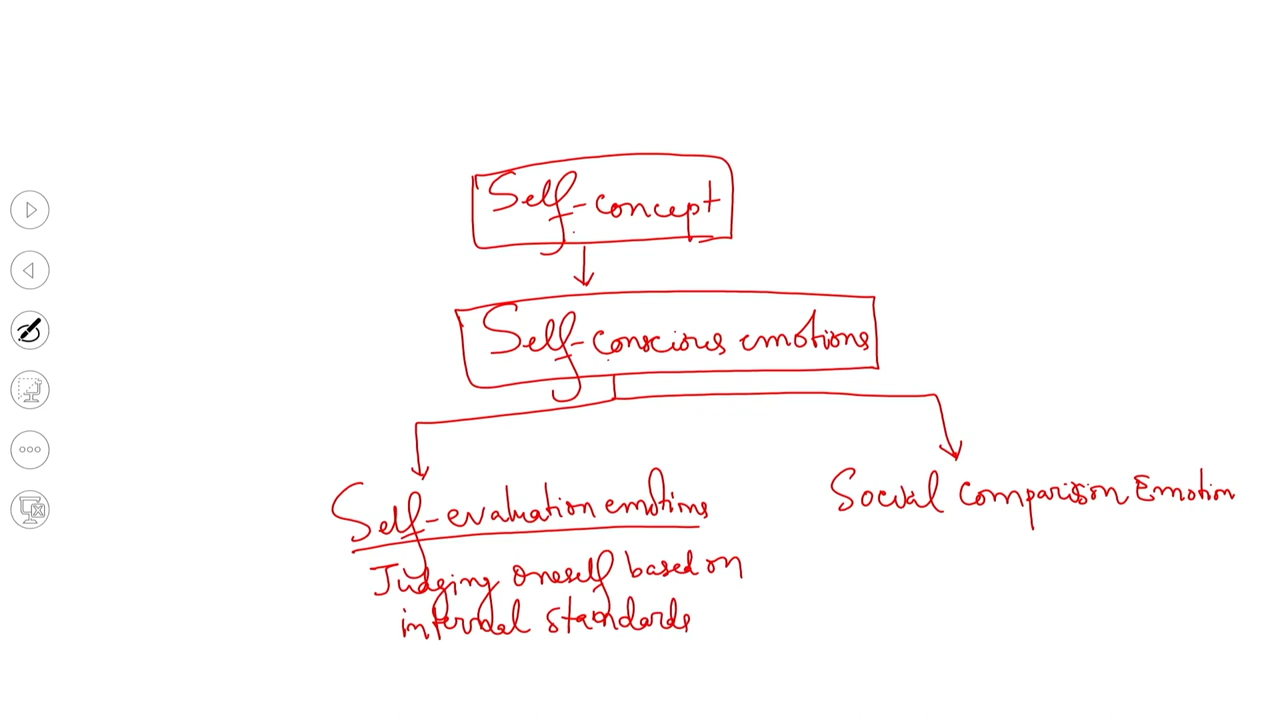 Self-concept
Self-conscious emotions
Self-evaluation emotions
Social Comparison Emotion
Judging oneself based on
internal standards